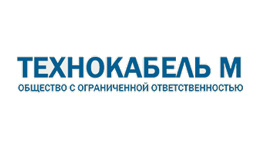 ТЕХНОКАБЕЛЬ М
ОБЩЕСТВО С ОГРАНИЧЕННОЙ ОТВЕТСТВЕННОСТЬЮ